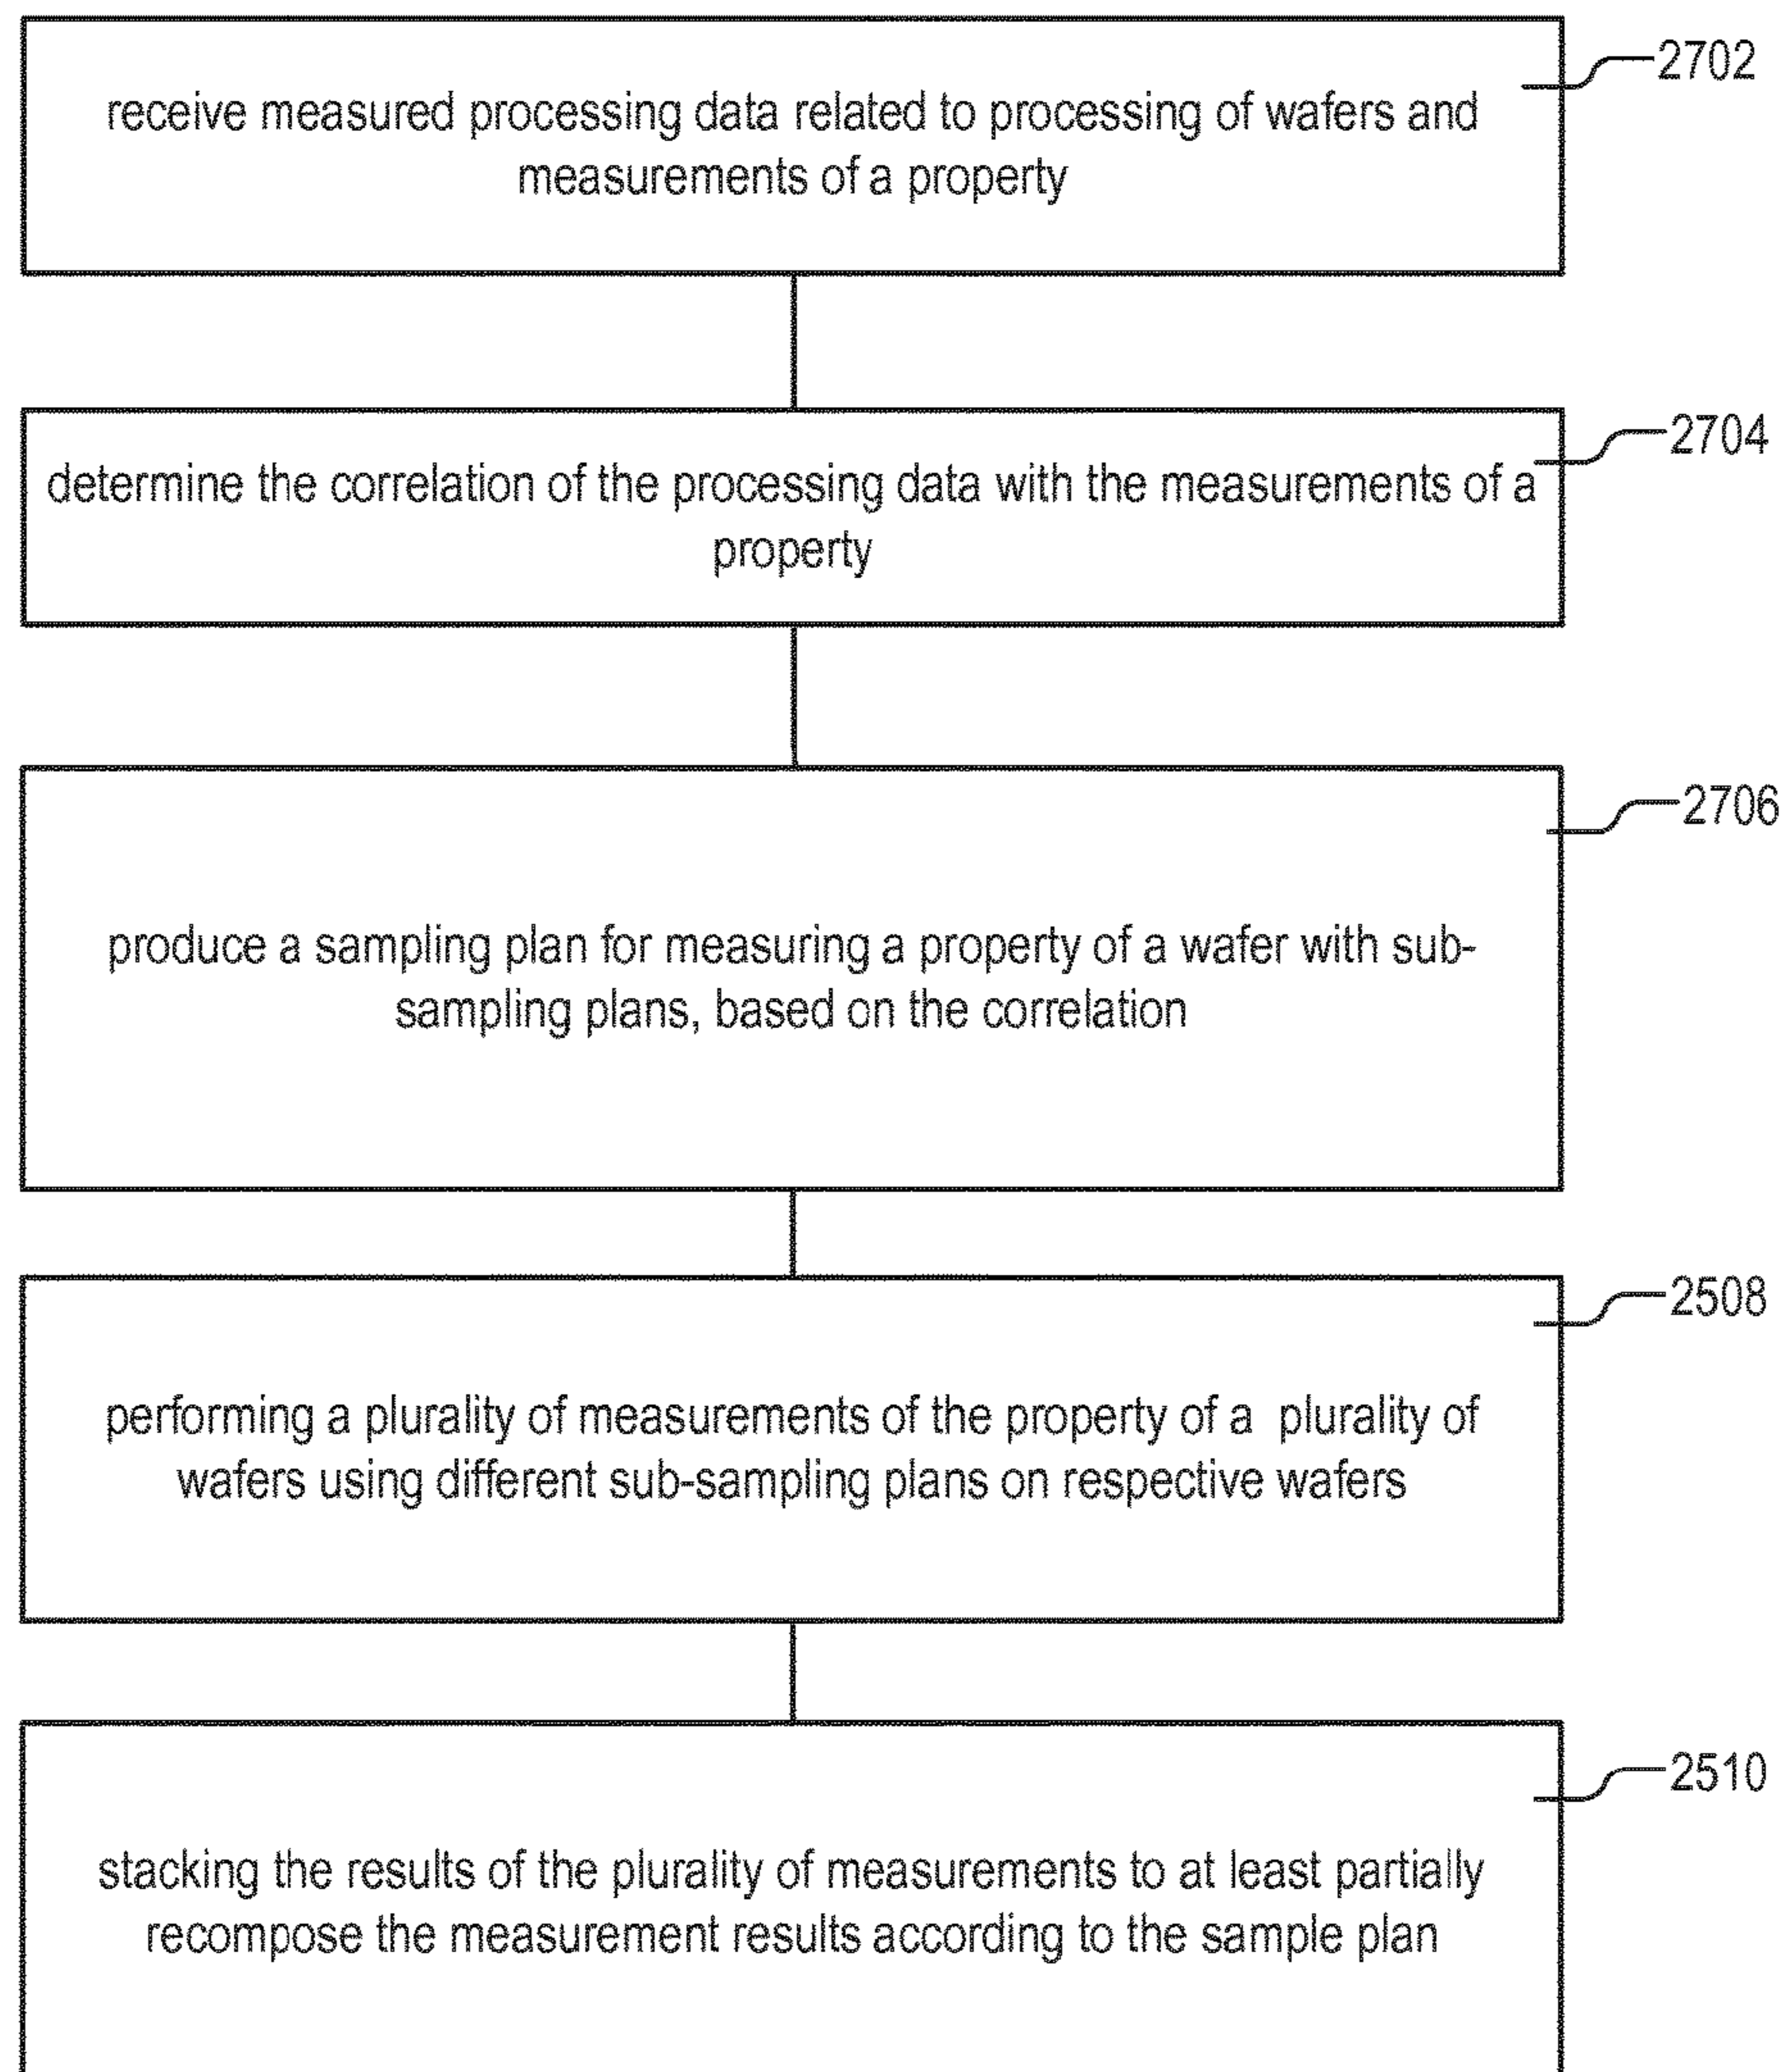 2702
receive measured processing data related to processing of wafers and
measurements of a property
2704
determine the correlation of the processing data with the measurements of a
property
2706
produce a sampling plan for measuring a property of a wafer with sub-
sampling plans, based on the correlation
2508
performing a plurality of measurements of the property of a plurality of
wafers using different sub-sampling plans on respective wafers
2510
stacking the results of the plurality of measurements to at least partially
recompose the measurement results according to the sample plan